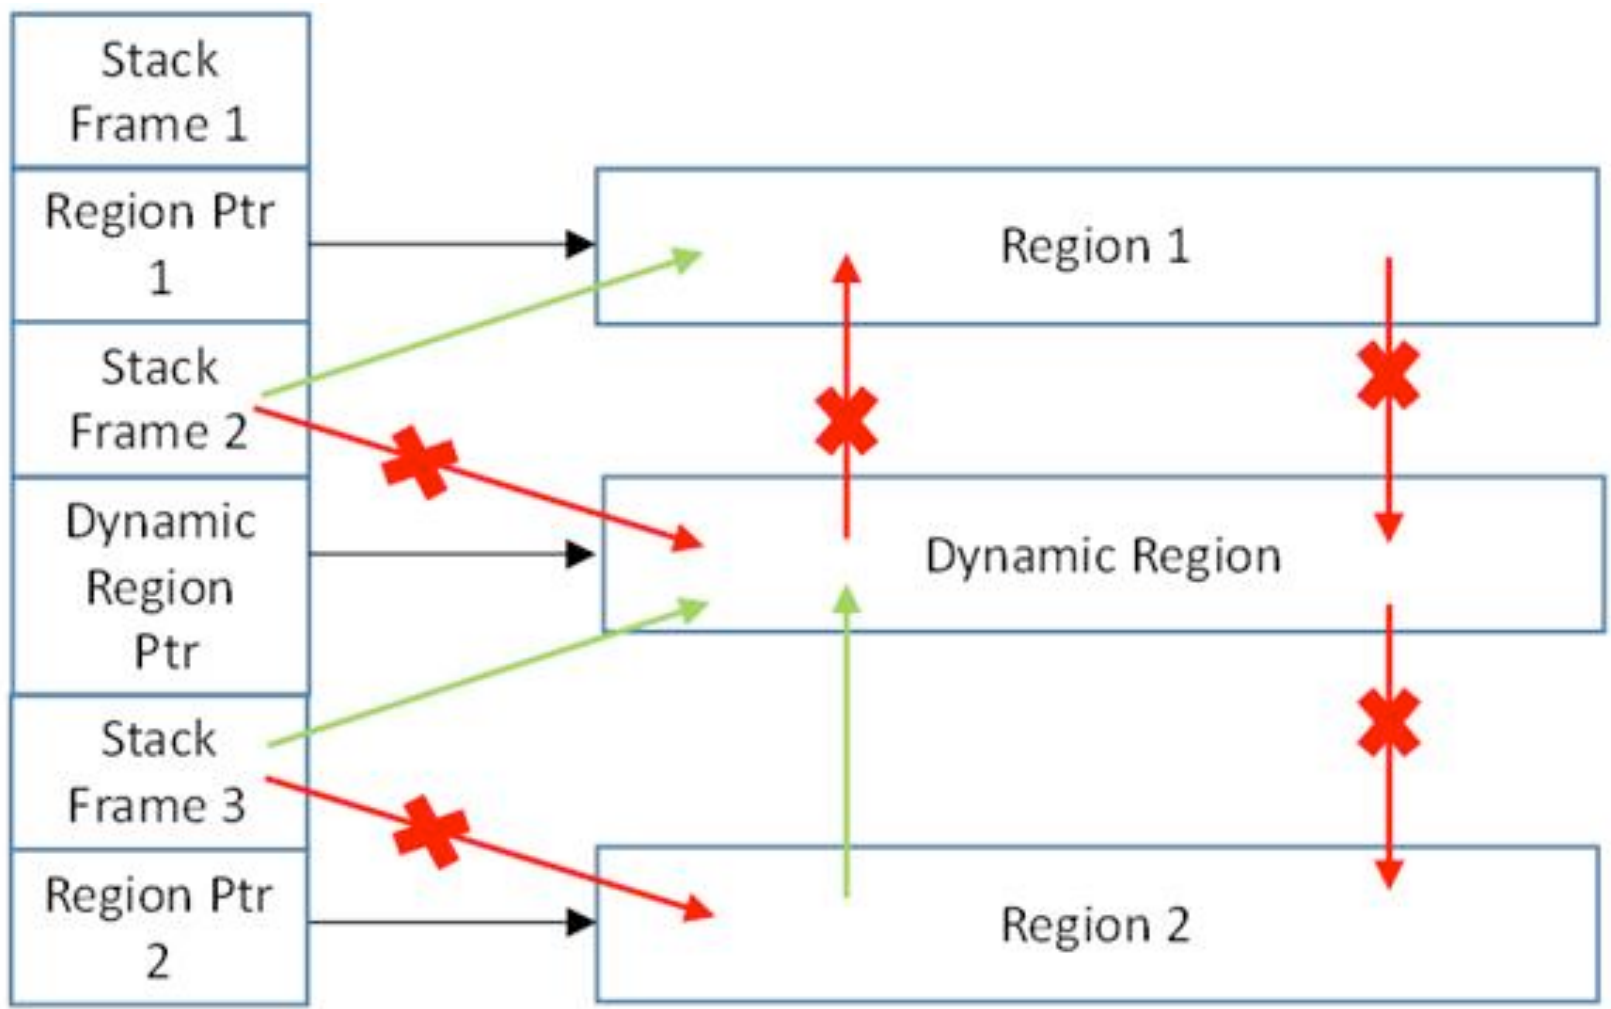 Stack
Frame 1
Region Ptr
1
Region 1
Stack
Frame 2
Dynamic
Region
Ptr
Dynamic Region
Stack
Frame 3
Region Ptr
2
Region 2